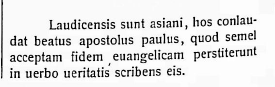 Laudicensis sunt asiani, hos conlau-
dat beatus apostolus paulus, quod semel
acceptam fidem euangelicam perstiterunt
in uerbo ueritatis scribens eis.